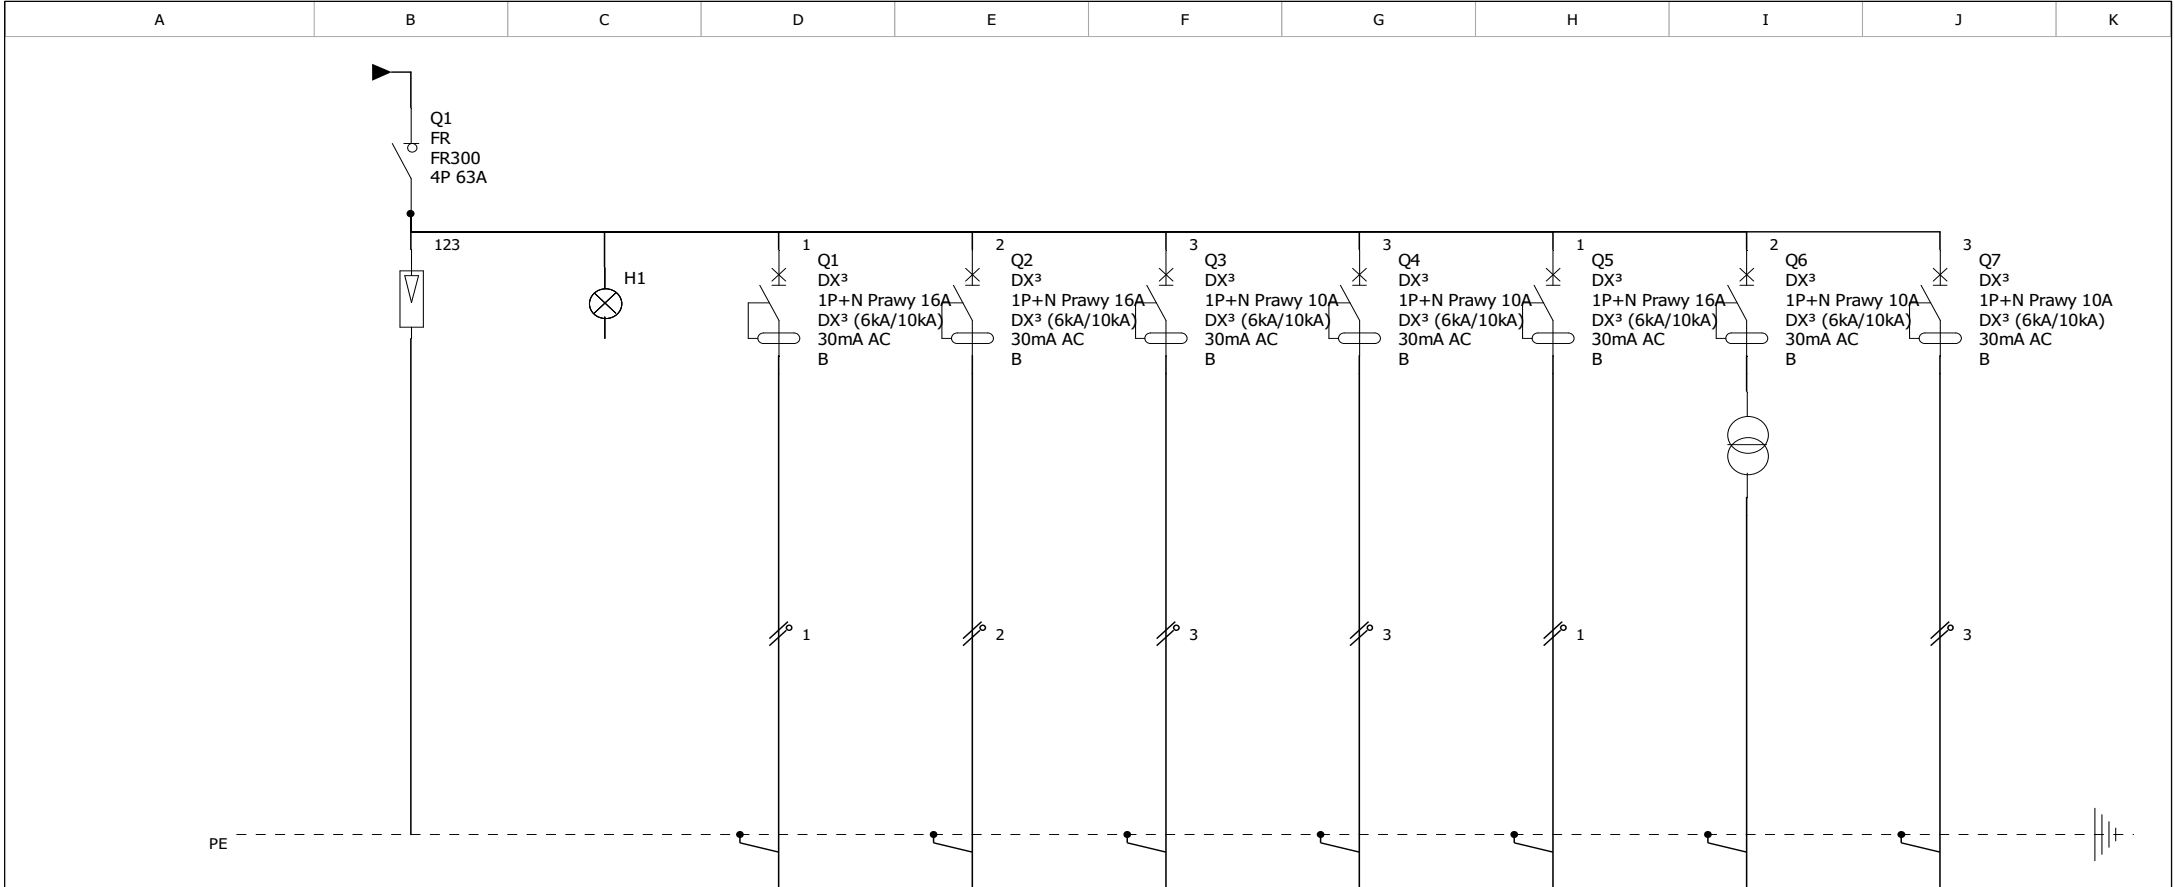 A
B
C
D
E
F
G
H
I
J
K
Q1
FR
FR300
4P 63A
123
H1
1
Q1
DX³
1P+N Prawy 16A
DX³ (6kA/10kA)
30mA AC
B
2
Q2
DX³
1P+N Prawy 16A
DX³ (6kA/10kA)
30mA AC
B
3
Q3
DX³
1P+N Prawy 10A
DX³ (6kA/10kA)
30mA AC
B
3
Q4
DX³
1P+N Prawy 10A
DX³ (6kA/10kA)
30mA AC
B
1
Q5
DX³
1P+N Prawy 16A
DX³ (6kA/10kA)
30mA AC
B
2
Q6
DX³
1P+N Prawy 10A
DX³ (6kA/10kA)
30mA AC
B
3
Q7
DX³
1P+N Prawy 10A
DX³ (6kA/10kA)
30mA AC
B
1
2
3
3
1
3
PE